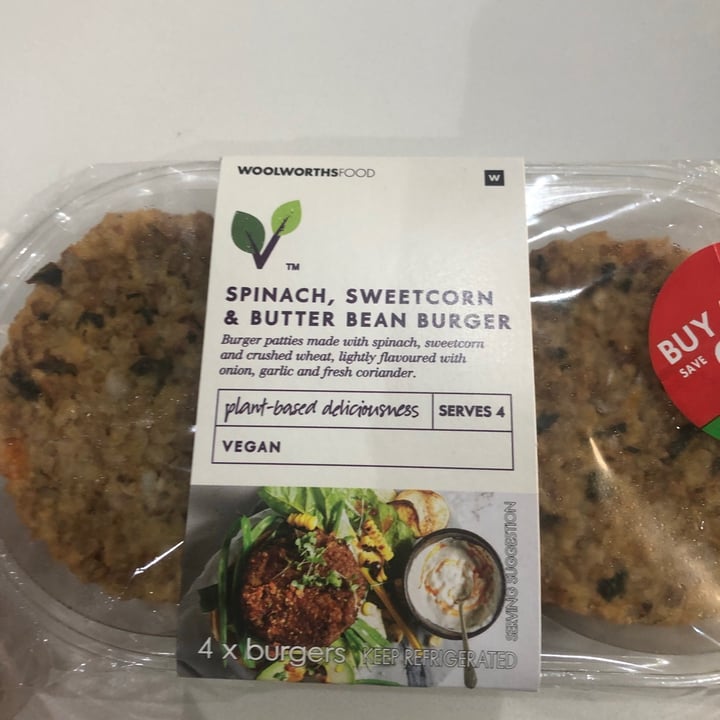 WOOLWORTHSFOOD
W
TM
SPINACH, SWEETCORN
& BUTTER BEAN BURGER
Burger patties made with spinach, sweetcorn
and crushed wheat, lightly flavoured with
onion, garlic and fresh coriander.
plant-based deliciousness
SERVES 4
VEGAN
SERVING SUGGESTION
4 x burgers
KEEP REFRIGERATED
BUY
SAVE